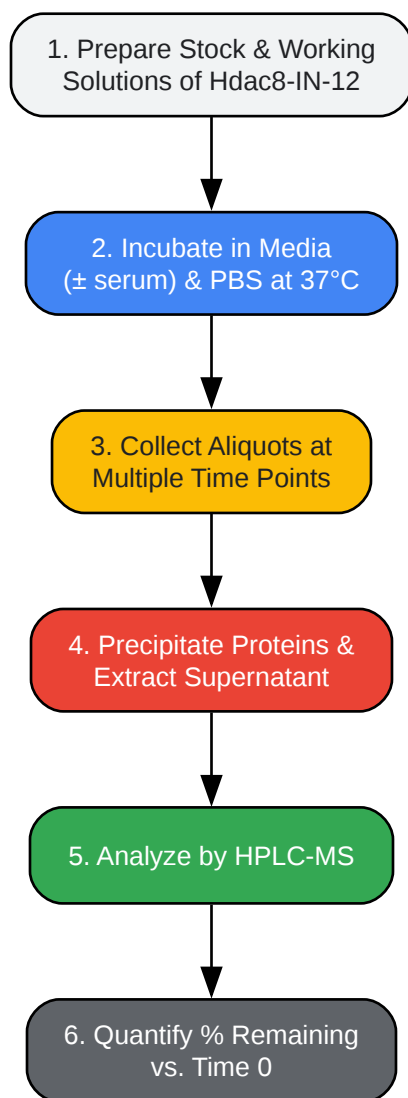 1. Prepare Stock & Working
Solutions of Hdac8-IN-12
2. Incubate in Media
(± serum) & PBS at 37°C
3. Collect Aliquots at
Multiple Time Points
4. Precipitate Proteins &
Extract Supernatant
5. Analyze by HPLC-MS
6. Quantify % Remaining
vs. Time 0